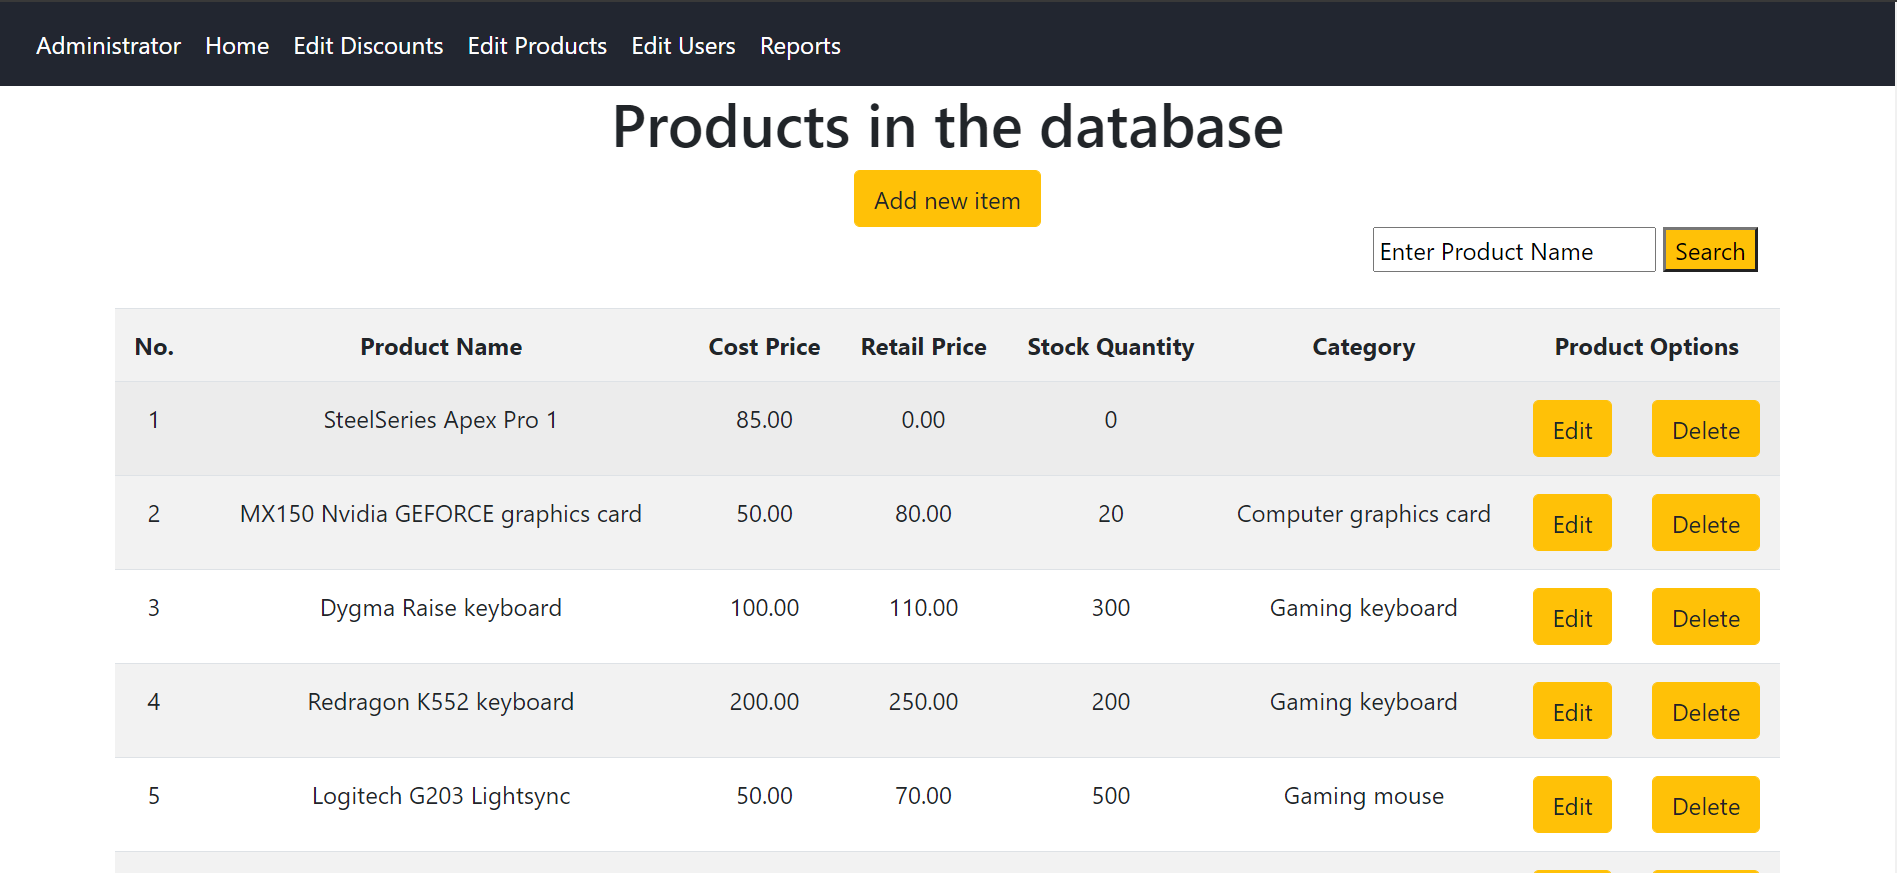 Administrator Home Edit Discounts Edit Products Edit Users Reports
Products in the database
Add new item
Enter Product Name Search
No. Product Name Cost Price Retail Price Stock Quantity Category Product Options
1 SteelSeries Apex Pro 1 85.00 0.00 0 Edit Delete
2 MX150 Nvidia GEFORCE graphics card 50.00 80.00 20 Computer graphics card Edit Delete
3 Dygma Raise keyboard 100.00 110.00 300 Gaming keyboard Edit Delete
4 Redragon K552 keyboard 200.00 250.00 200 Gaming keyboard Edit Delete
5 Logitech G203 Lightsync 50.00 70.00 500 Gaming mouse Edit Delete